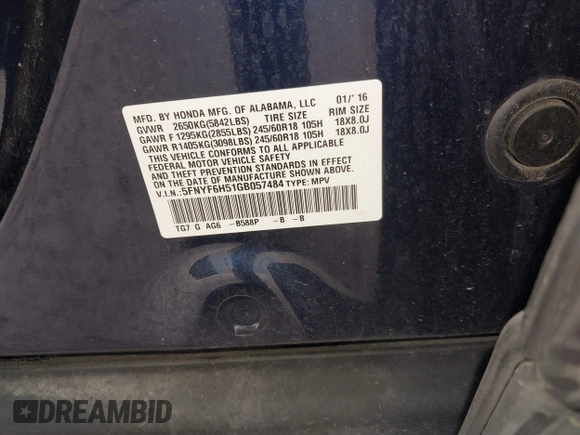 MFD. BY HONDA MFG. OF ALABAMA, LLC 01/'16
GVWR 2650KG(5842LBS) TIRE SIZE RIM SIZE
GAWR F 1295KG(2855LBS) 245/60R18 105H 18X8.0J
GAWR R 1405KG(3098LBS) 245/60R18 105H 18X8.0J
THIS VEHICLE CONFORMS TO ALL APPLICABLE
FEDERAL MOTOR VEHICLE SAFETY, BUMPER,
AND THEFT PREVENTION STANDARDS IN EFFECT
ON THE DATE OF MANUFACTURE SHOWN ABOVE.
V.I.N.: 5FNYF6H51GB057484 TYPE: MPV
TG7 G AG6 -B588P -B -B
DREAMBID